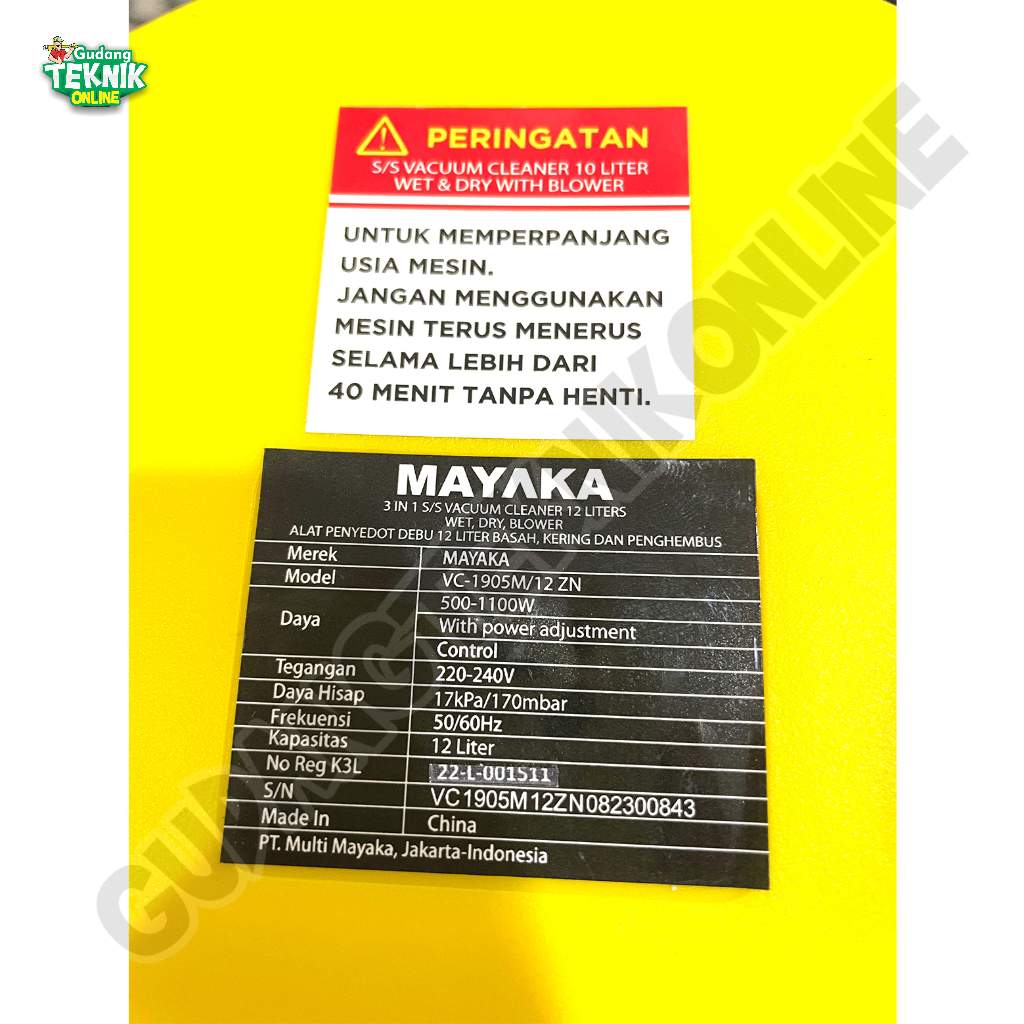 Gudang
TEKNIK
ONLINE
PERINGATAN
S/S VACUUM CLEANER 10 LITER
WET & DRY WITH BLOWER
UNTUK MEMPERPANJANG
USIA MESIN.
JANGAN MENGGUNAKAN
MESIN TERUS MENERUS
SELAMA LEBIH DARI
40 MENIT TANPA HENTI.
MAYAKA
3 IN 1 S/S VACUUM CLEANER 12 LITERS
WET, DRY, BLOWER
ALAT PENYEDOT DEBU 12 LITER BASAH, KERING DAN PENGHEMBUS
Merek MAYAKA
Model VC-1905M/12 ZN
Daya 500-1100W
With power adjustment
Control
Tegangan 220-240V
Daya Hisap 17kPa/170mbar
Frekuensi 50/60Hz
Kapasitas 12 Liter
No Reg K3L 22-L-001511
S/N VC1905M12ZN082300843
Made In China
PT. Multi Mayaka, Jakarta-Indonesia